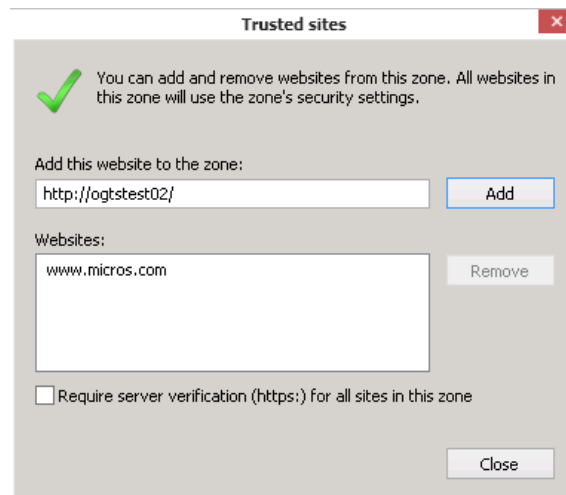 Trusted sites
You can add and remove websites from this zone. All websites in
this zone will use the zone's security settings.
Add this website to the zone:
http://ogtstest02/
Add
Websites:
www.micros.com
Remove
Require server verification (https:) for all sites in this zone
Close